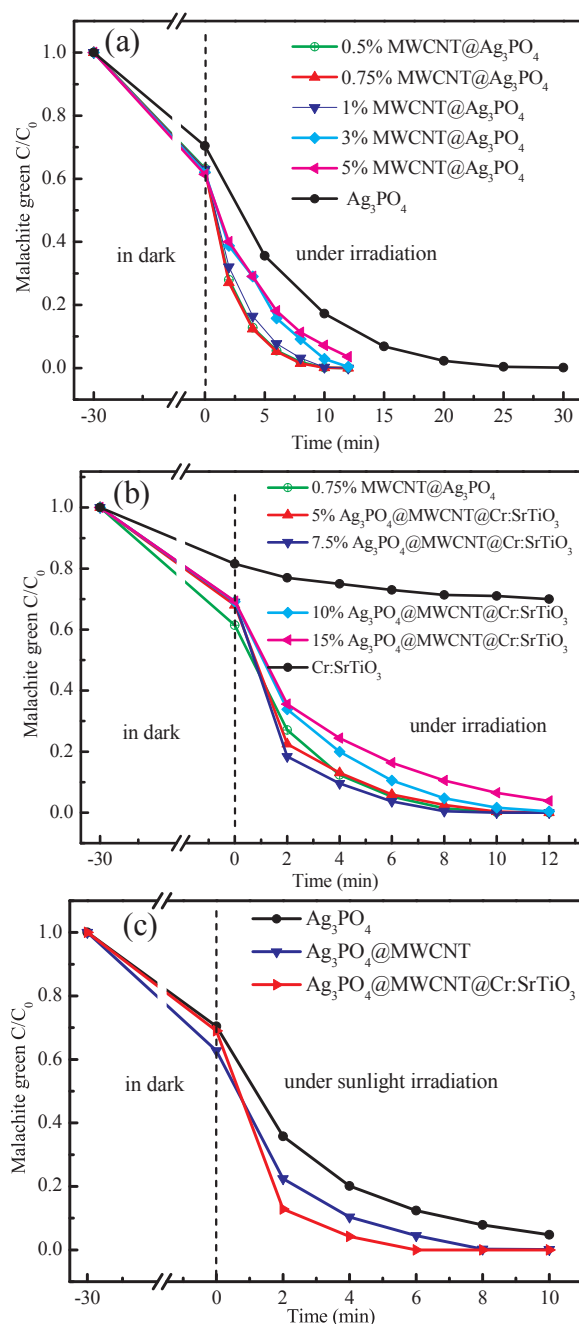 (a)
0.5% MWCNT@Ag₃PO₄
0.75% MWCNT@Ag₃PO₄
1% MWCNT@Ag₃PO₄
3% MWCNT@Ag₃PO₄
5% MWCNT@Ag₃PO₄
Ag₃PO₄
Malachite green C/C₀
1.0
0.8
0.6
0.4
0.2
0.0
in dark
under irradiation
-30 0 5 10 15 20 25 30
Time (min)
(b)
0.75% MWCNT@Ag₃PO₄
5% Ag₃PO₄@MWCNT@Cr:SrTiO₃
7.5% Ag₃PO₄@MWCNT@Cr:SrTiO₃
10% Ag₃PO₄@MWCNT@Cr:SrTiO₃
15% Ag₃PO₄@MWCNT@Cr:SrTiO₃
Cr:SrTiO₃
Malachite green C/C₀
1.0
0.8
0.6
0.4
0.2
0.0
in dark
under irradiation
-30 0 2 4 6 8 10 12
Time (min)
(c)
Ag₃PO₄
Ag₃PO₄@MWCNT
Ag₃PO₄@MWCNT@Cr:SrTiO₃
Malachite green C/C₀
1.0
0.8
0.6
0.4
0.2
0.0
in dark
under sunlight irradiation
-30 0 2 4 6 8 10
Time (min)